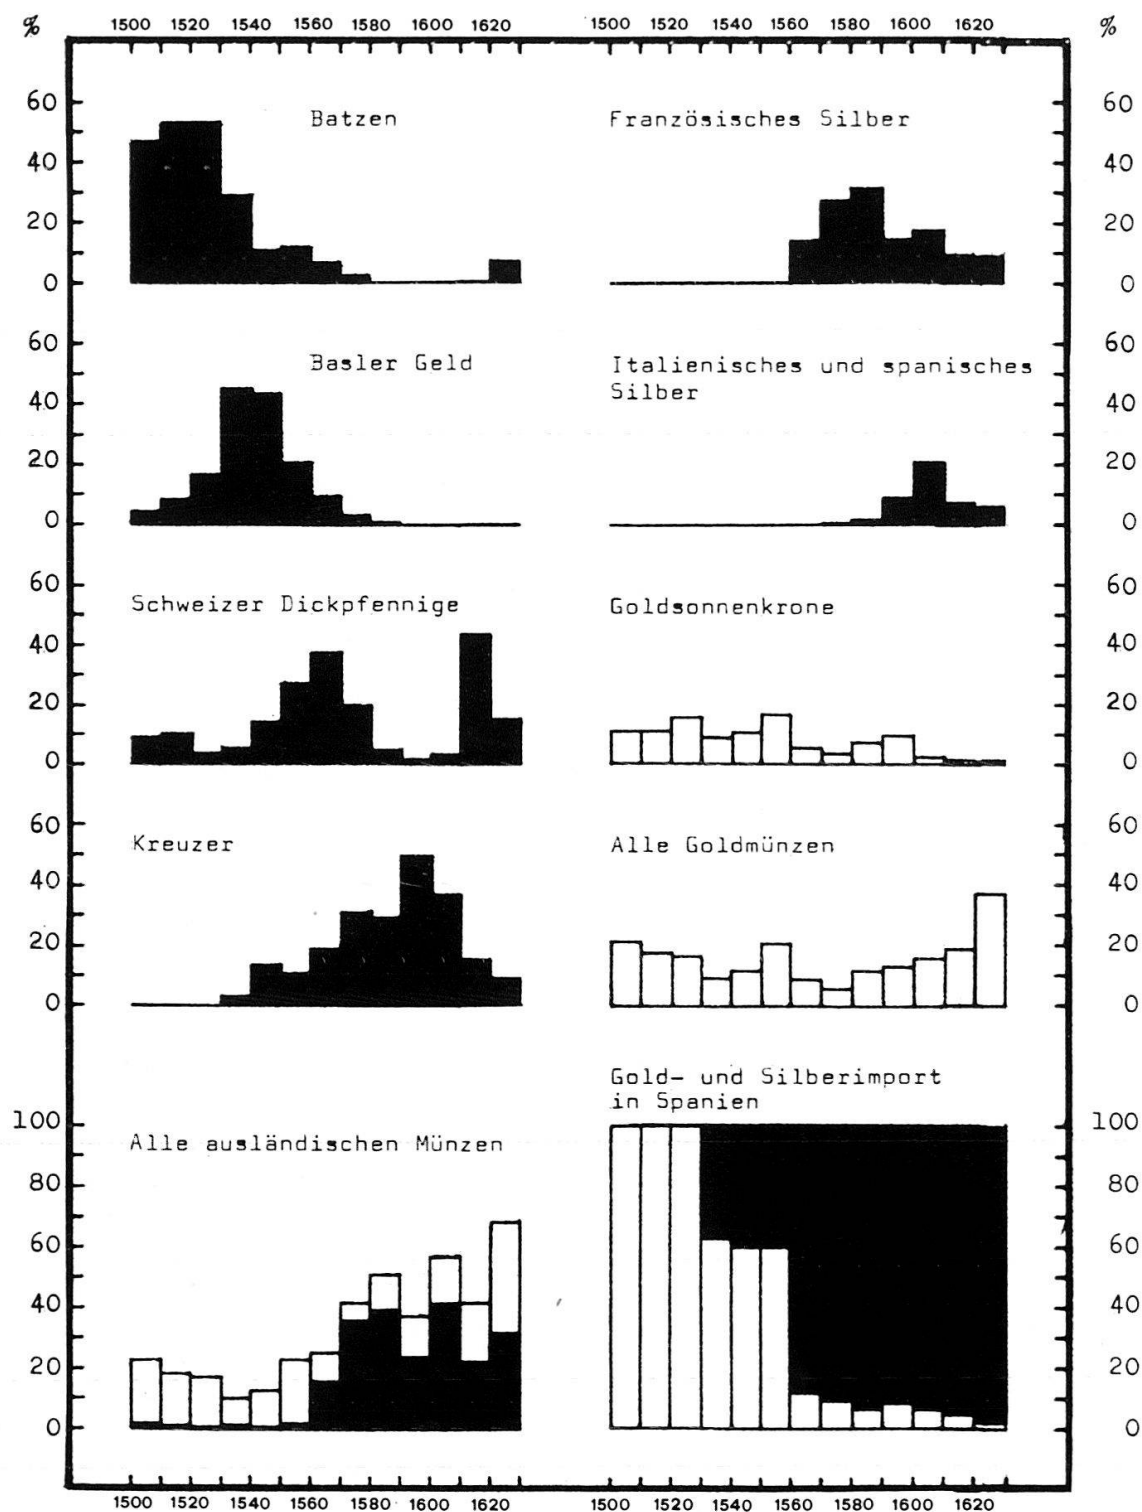 % 1500 1520 1540 1560 1580 1600 1620 1500 1520 1540 1560 1580 1600 1620 %
60 Batzen Französisches Silber 60
40 40
20 20
0 0
60 Basler Geld Italienisches und spanisches 60
Silber
40 40
20 20
0 0
60 Schweizer Dickpfennige Goldsonnenkrone 60
40 40
20 20
0 0
60 Kreuzer Alle Goldmünzen 60
40 40
20 20
0 0
Gold- und Silberimport
in Spanien
100 100
Alle ausländischen Münzen
80 80
60 60
40 40
20 20
0 0
1500 1520 1540 1560 1580 1600 1620 1500 1520 1540 1560 1580 1600 1620